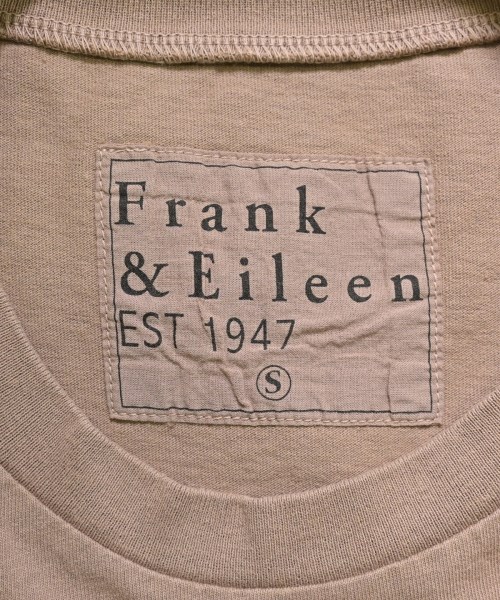 Frank
& Eileen
EST 1947
S